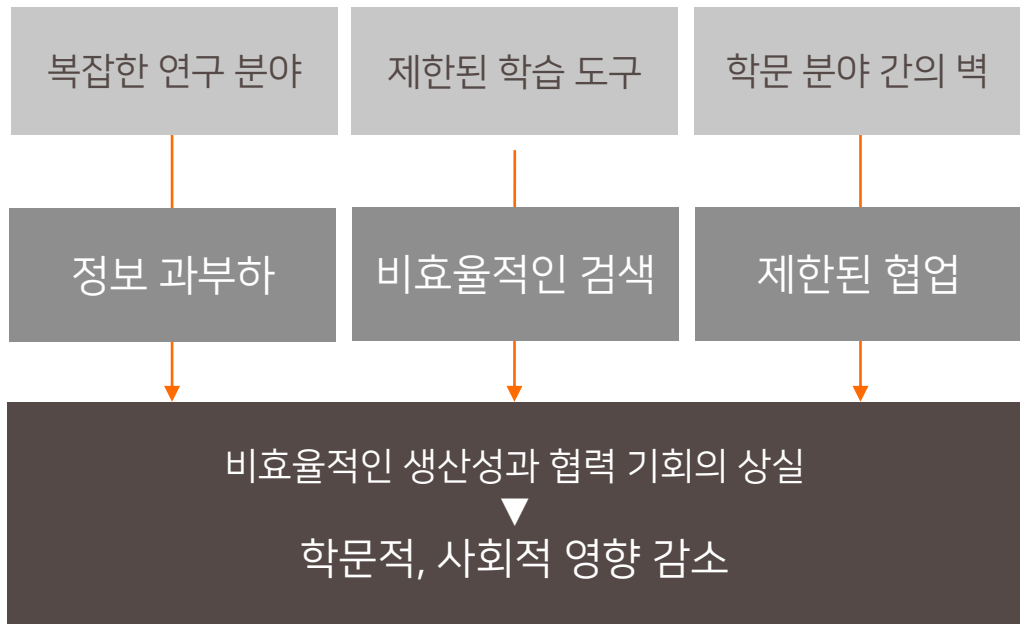 복잡한 연구 분야
제한된 학습 도구
학문 분야 간의 벽
정보 과부하
비효율적인 검색
제한된 협업
비효율적인 생산성과 협력 기회의 상실
학문적, 사회적 영향 감소